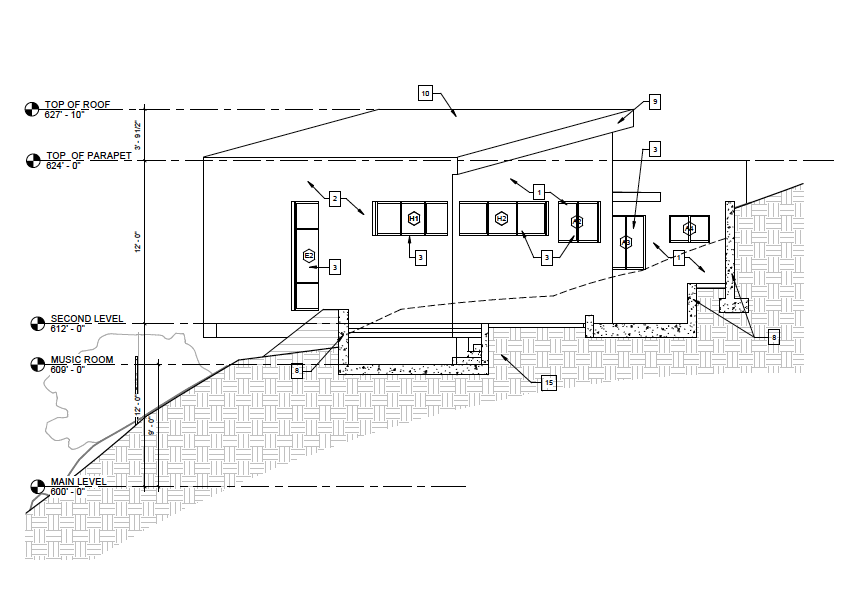 10
9
TOP OF ROOF
627' - 10"
3' - 9 1/2"
3
TOP OF PARAPET
624' - 0"
2
1
H1
H2
A2
A3
A4
12' - 0"
3
3
E2
3
1
SECOND LEVEL
612' - 0"
8
MUSIC ROOM
609' - 0"
8
15
12' - 0"
9' - 0"
MAIN LEVEL
600' - 0"